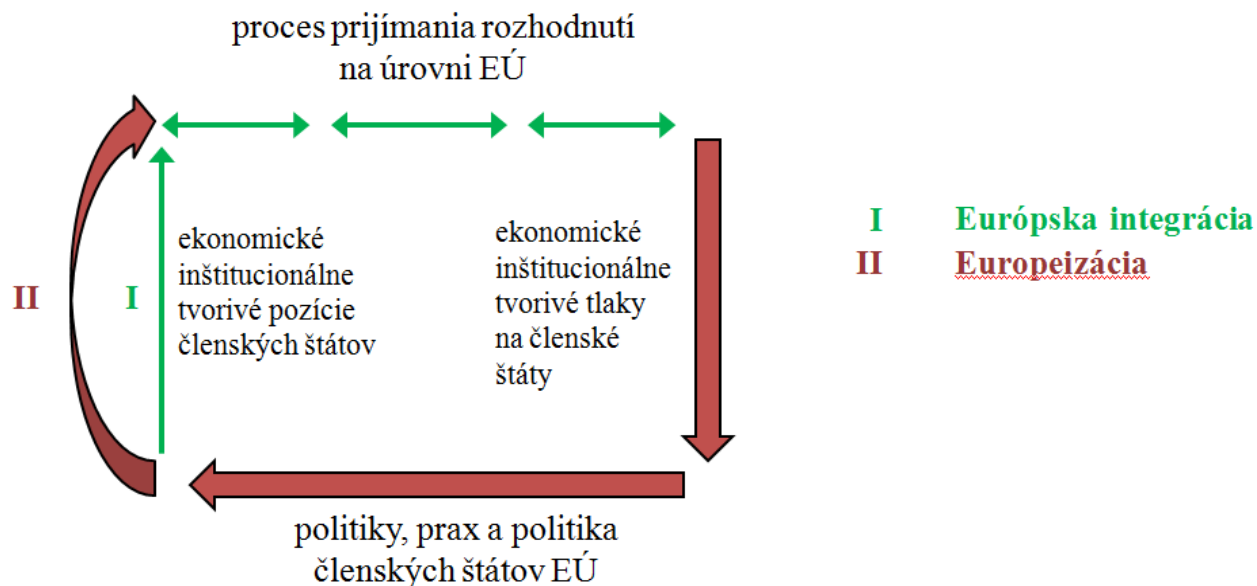 proces prijímania rozhodnutí
na úrovni EÚ
II
I
ekonomické
inštitucionálne
tvorivé pozície
členských štátov
ekonomické
inštitucionálne
tvorivé tlaky
na členské
štáty
I Európska integrácia
II Europeizácia
politiky, prax a politika
členských štátov EÚ